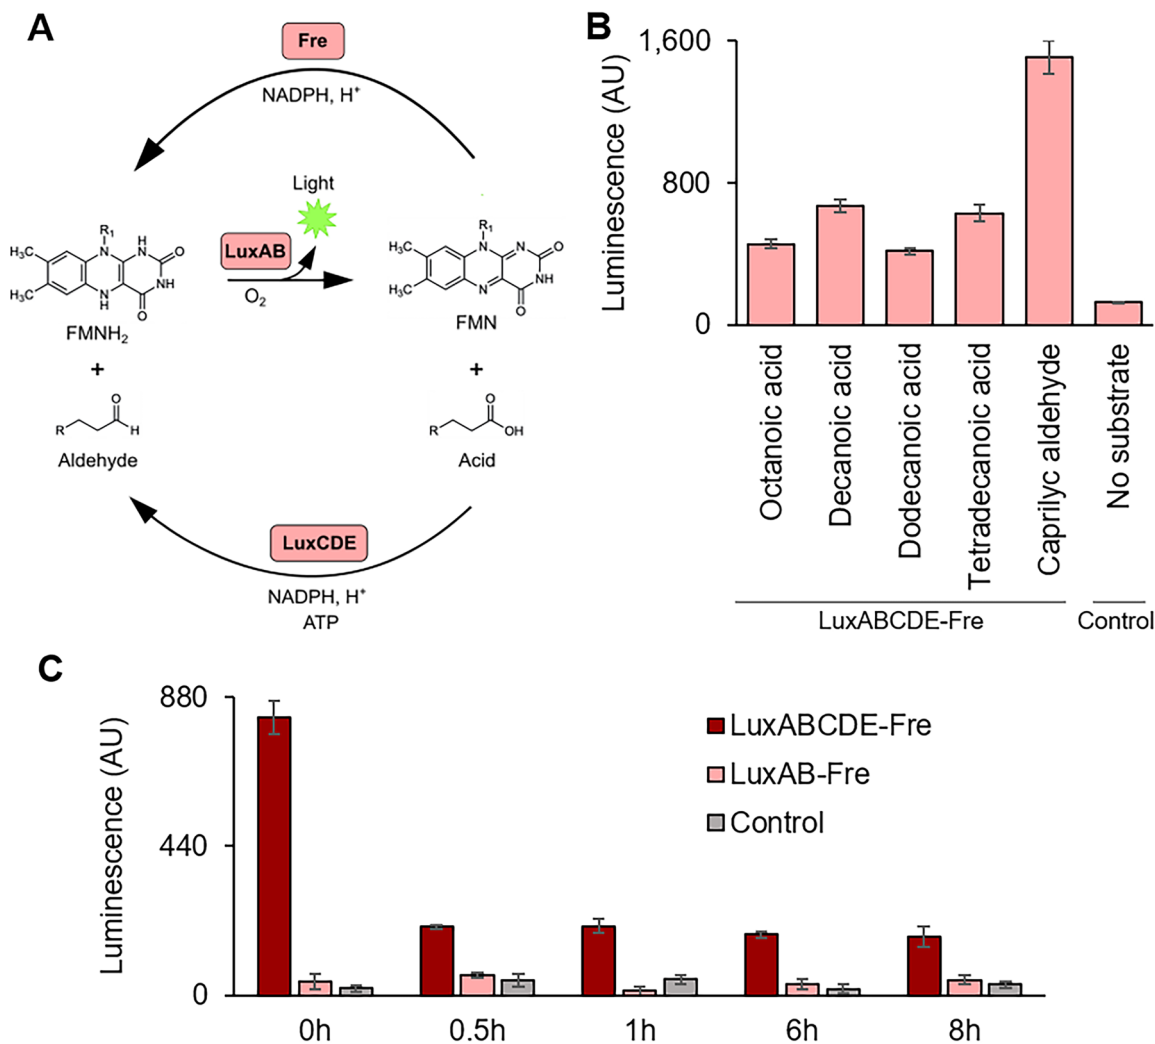 A
Fre
NADPH, H⁺
Light
LuxAB
O₂
R₁
H₃C
H₃C
N
H
N
O
NH
N
H
O
FMNH₂
+
R
O
H
Aldehyde
R₁
H₃C
H₃C
N
N
O
NH
N
O
FMN
+
R
O
OH
Acid
LuxCDE
NADPH, H⁺
ATP
B
Luminescence (AU)
1,600
800
0
Octanoic acid
Decanoic acid
Dodecanoic acid
Tetradecanoic acid
Caprilyc aldehyde
No substrate
LuxABCDE-Fre
Control
C
Luminescence (AU)
880
440
0
LuxABCDE-Fre
LuxAB-Fre
Control
0h
0.5h
1h
6h
8h